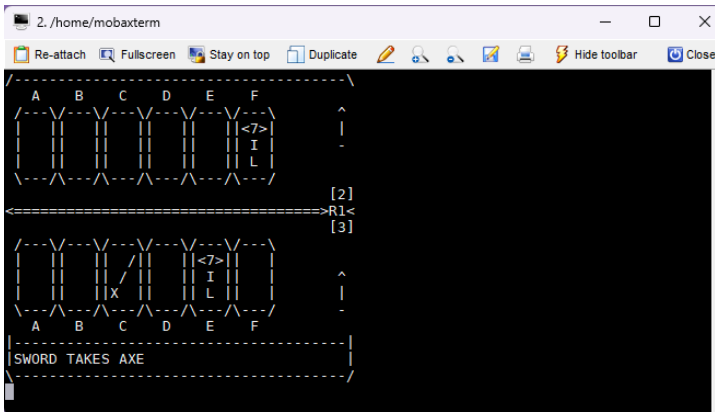 2. /home/mobaxterm
Re-attach Fullscreen Stay on top Duplicate Hide toolbar Close
/--------------------------------------\
   A    B    C    D    E    F
 /---\/---\/---\/---\/---\/---\       ^
 |   ||   ||   ||   ||   ||<7>|       |
 |   ||   ||   ||   ||   || I |       -
 |   ||   ||   ||   ||   || L |
 \---/\---/\---/\---/\---/\---/
                                     [2]
<===================================>R1<
                                     [3]
 /---\/---\/---\/---\/---\/---\
 |   ||   ||  /||   ||<7>||   |
 |   ||   || / ||   || I ||   |       ^
 |   ||   ||X  ||   || L ||   |       |
 \---/\---/\---/\---/\---/\---/       -
   A    B    C    D    E    F
|--------------------------------------|
|SWORD TAKES AXE                       |
\--------------------------------------/